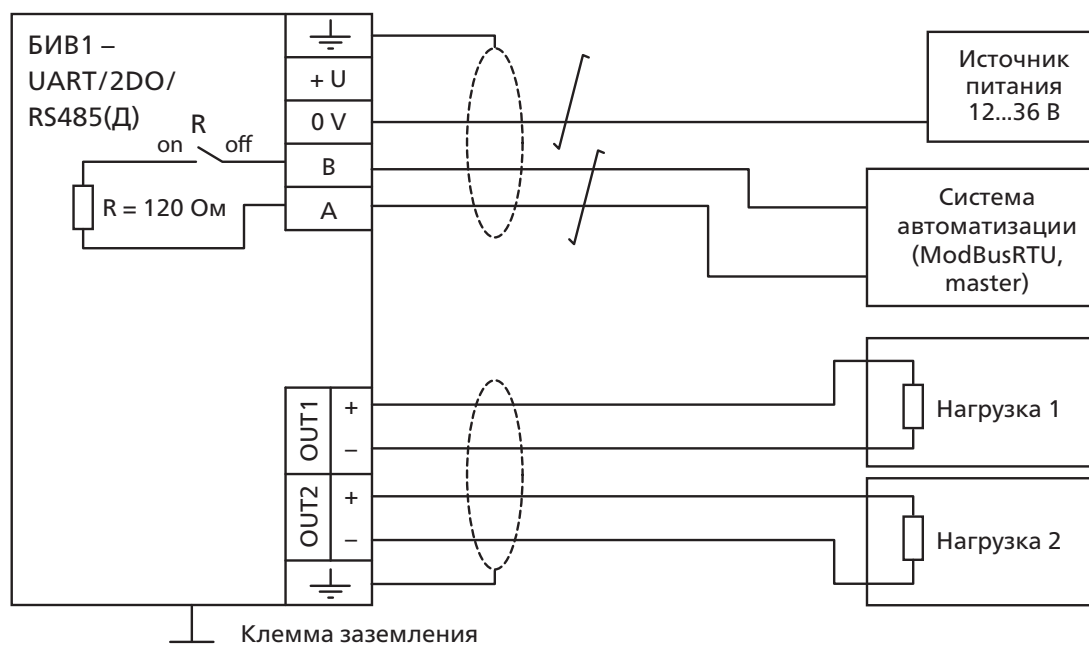 БИВ1 –
UART/2DO/
RS485(Д)
R
on
off
R = 120 Ом
+ U
0 V
B
A
Источник
питания
12...36 В
Система
автоматизации
(ModBusRTU,
master)
OUT1
+
–
OUT2
+
–
Нагрузка 1
Нагрузка 2
Клемма заземления